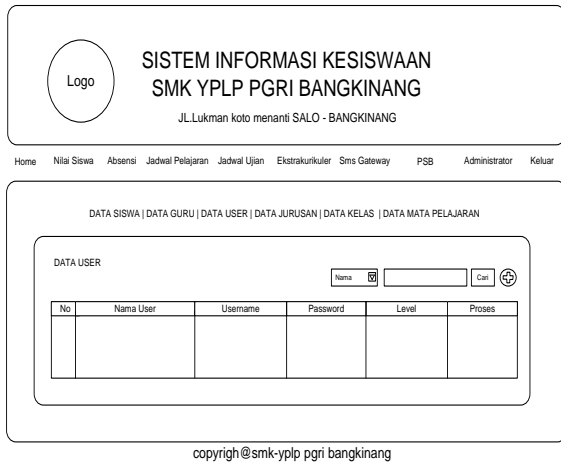 Logo
SISTEM INFORMASI KESISWAAN
SMK YPLP PGRI BANGKINANG
JL.Lukman koto menanti SALO - BANGKINANG
Home Nilai Siswa Absensi Jadwal Pelajaran Jadwal Ujian Ekstrakurikuler Sms Gateway PSB Administrator Keluar
DATA SISWA | DATA GURU | DATA USER | DATA JURUSAN | DATA KELAS | DATA MATA PELAJARAN
DATA USER
Nama Cari
No Nama User Username Password Level Proses
copyrigh@smk-yplp pgri bangkinang